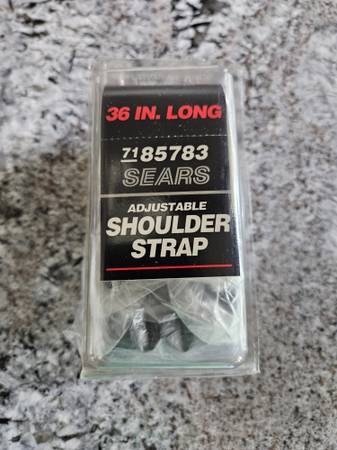 36 IN. LONG
71 85783
SEARS
ADJUSTABLE
SHOULDER
STRAP